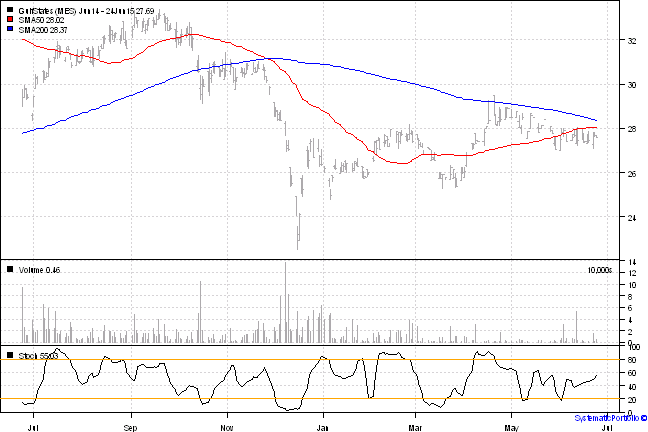 GulfStates (MES) Jun14 - 24Jun15 27.69
SMA50 28.02
SMA200 28.37
32
30
28
26
24
Volume 0.46
10,000s
14
12
10
8
6
4
2
0
Stoch 55.03
100
80
60
40
20
0
Jul Sep Nov Jan Mar May Jul
SystematicPortfolio ©